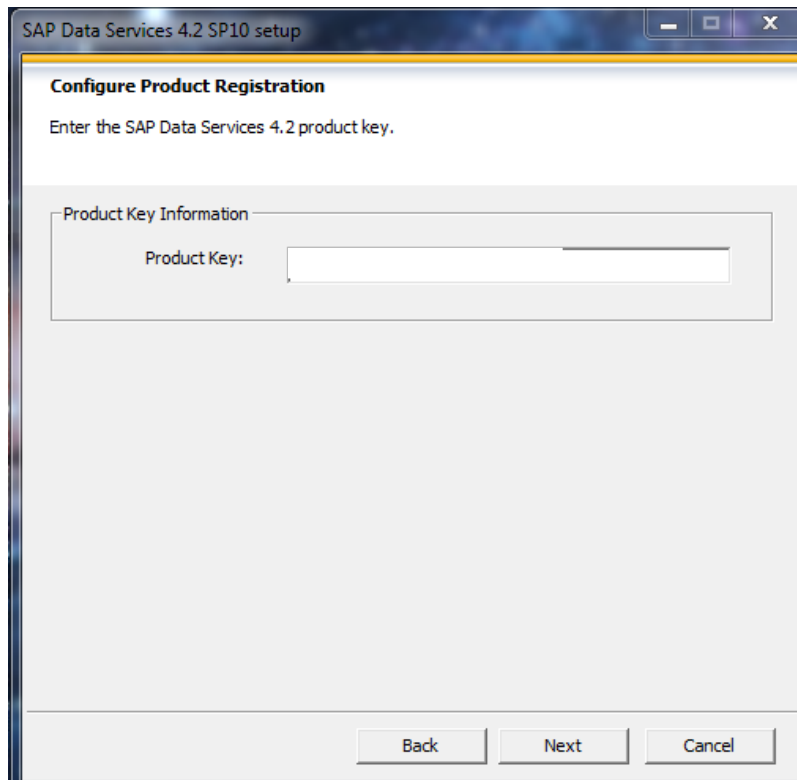 SAP Data Services 4.2 SP10 setup
Configure Product Registration
Enter the SAP Data Services 4.2 product key.
Product Key Information
Product Key:
Back Next Cancel